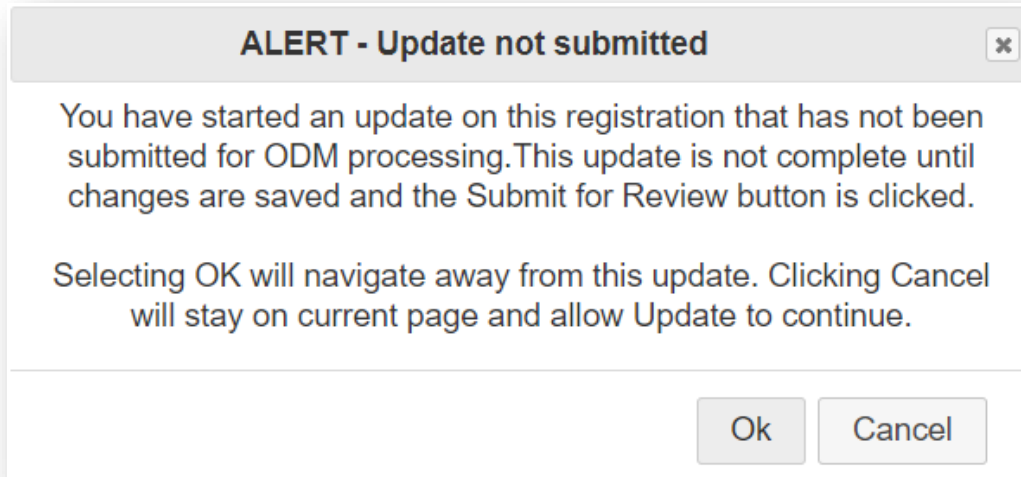 ALERT - Update not submitted
You have started an update on this registration that has not been
submitted for ODM processing.This update is not complete until
changes are saved and the Submit for Review button is clicked.
Selecting OK will navigate away from this update. Clicking Cancel
will stay on current page and allow Update to continue.
Ok
Cancel